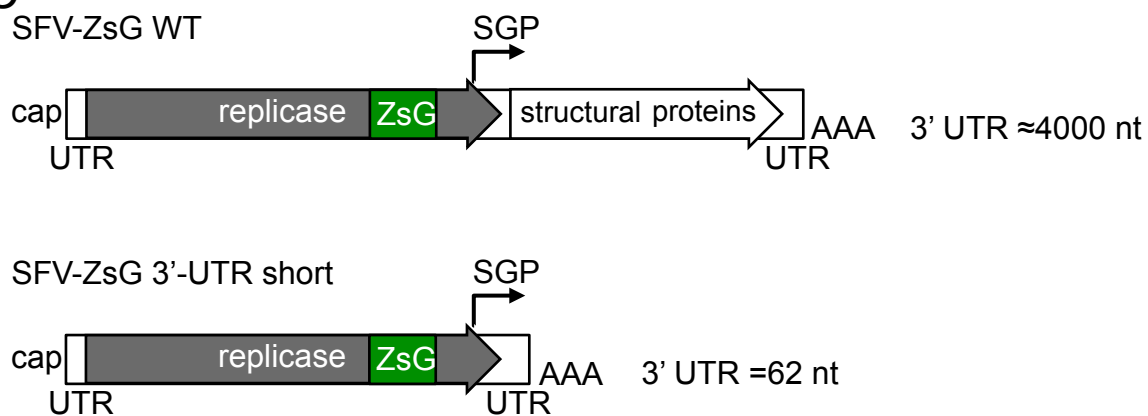 SFV-ZsG WT
SGP
cap replicase ZsG structural proteins AAA 3’ UTR ≈4000 nt
UTR UTR
SFV-ZsG 3’-UTR short
SGP
cap replicase ZsG AAA 3’ UTR =62 nt
UTR UTR